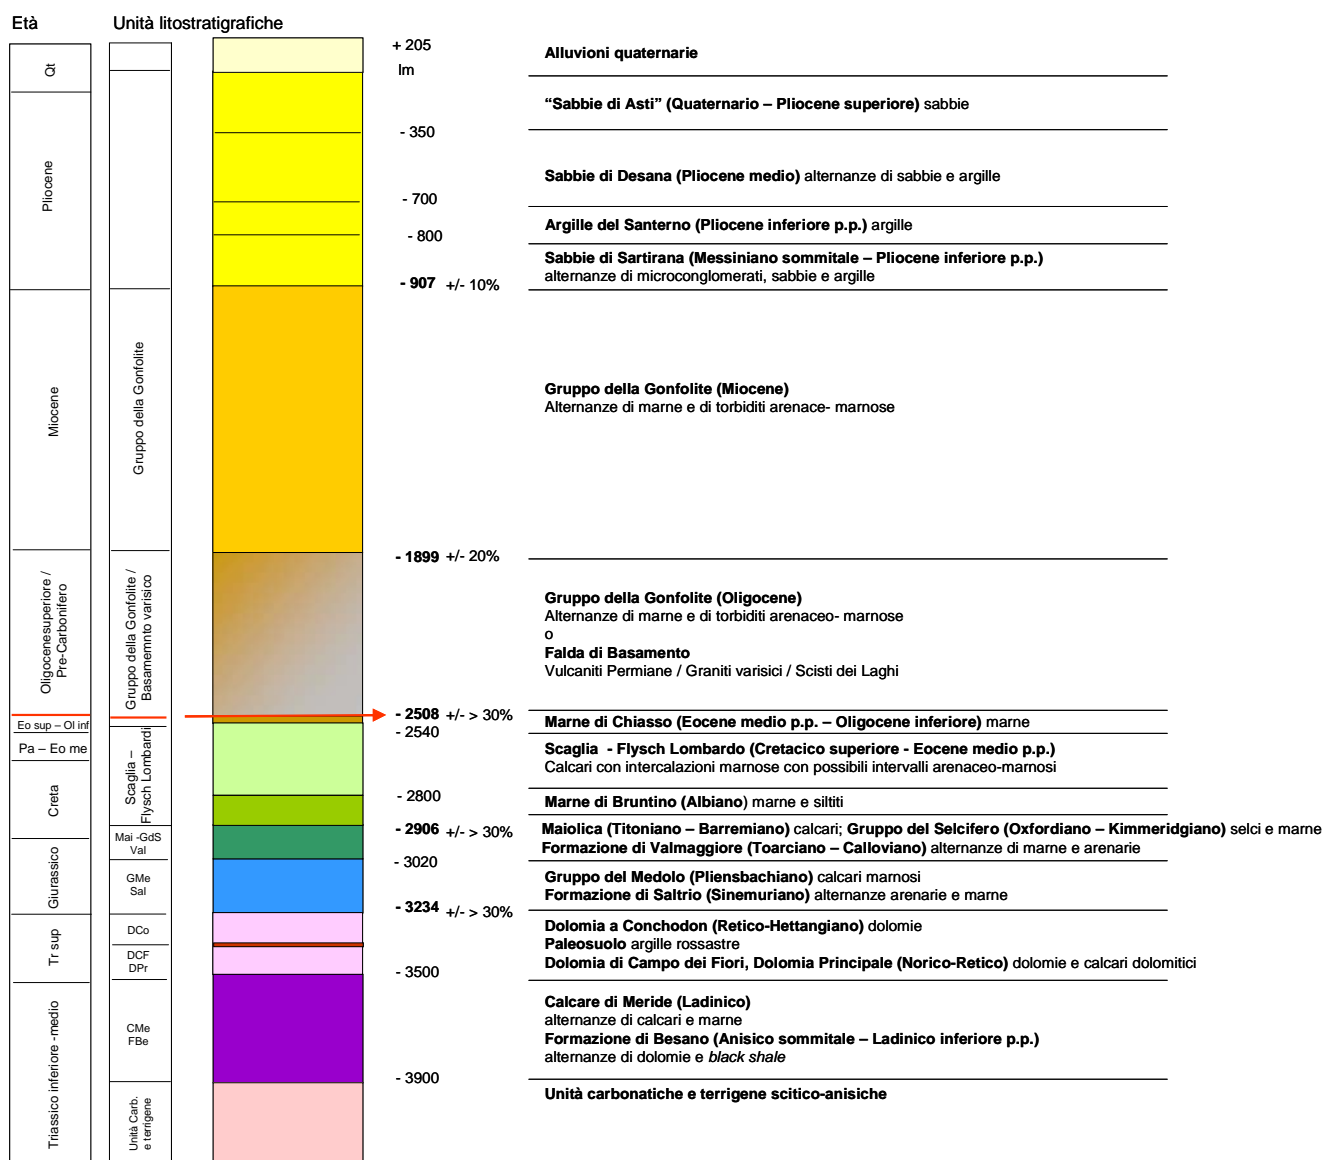 Età
Unità litostratigrafiche
Qt
Pliocene
Miocene
Oligocenesuperiore /
Pre-Carbonifero
Eo sup – Ol inf
Pa – Eo me
Creta
Giurassico
Tr sup
Triassico inferiore -medio
Gruppo della Gonfolite
Gruppo della Gonfolite /
Basamemnto varisico
Scaglia –
Flysch Lombardi
Mai -GdS
Val
GMe
Sal
DCo
DCF
DPr
CMe
FBe
Unità Carb.
e terrigene
+ 205
lm
- 350
- 700
- 800
- 907 +/- 10%
- 1899 +/- 20%
- 2508 +/- > 30%
- 2540
- 2800
- 2906 +/- > 30%
- 3020
- 3234 +/- > 30%
- 3500
- 3900
Alluvioni quaternarie
“Sabbie di Asti” (Quaternario – Pliocene superiore) sabbie
Sabbie di Desana (Pliocene medio) alternanze di sabbie e argille
Argille del Santerno (Pliocene inferiore p.p.) argille
Sabbie di Sartirana (Messiniano sommitale – Pliocene inferiore p.p.)
alternanze di microconglomerati, sabbie e argille
Gruppo della Gonfolite (Miocene)
Alternanze di marne e di torbiditi arenace- marnose
Gruppo della Gonfolite (Oligocene)
Alternanze di marne e di torbiditi arenaceo- marnose
o
Falda di Basamento
Vulcaniti Permiane / Graniti varisici / Scisti dei Laghi
Marne di Chiasso (Eocene medio p.p. – Oligocene inferiore) marne
Scaglia - Flysch Lombardo (Cretacico superiore - Eocene medio p.p.)
Calcari con intercalazioni marnose con possibili intervalli arenaceo-marnosi
Marne di Bruntino (Albiano) marne e siltiti
Maiolica (Titoniano – Barremiano) calcari; Gruppo del Selcifero (Oxfordiano – Kimmeridgiano) selci e marne
Formazione di Valmaggiore (Toarciano – Calloviano) alternanze di marne e arenarie
Gruppo del Medolo (Pliensbachiano) calcari marnosi
Formazione di Saltrio (Sinemuriano) alternanze arenarie e marne
Dolomia a Conchodon (Retico-Hettangiano) dolomie
Paleosuolo argille rossastre
Dolomia di Campo dei Fiori, Dolomia Principale (Norico-Retico) dolomie e calcari dolomitici
Calcare di Meride (Ladinico)
alternanze di calcari e marne
Formazione di Besano (Anisico sommitale – Ladinico inferiore p.p.)
alternanze di dolomie e black shale
Unità carbonatiche e terrigene scitico-anisiche